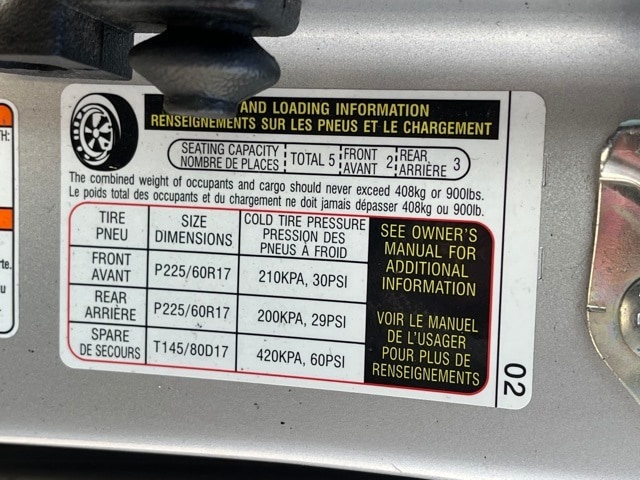 AND LOADING INFORMATION
RENSEIGNEMENTS SUR LES PNEUS ET LE CHARGEMENT
SEATING CAPACITY
NOMBRE DE PLACES
TOTAL 5
FRONT
AVANT 2
REAR
ARRIÈRE 3
The combined weight of occupants and cargo should never exceed 408kg or 900lbs.
Le poids total des occupants et du chargement ne doit jamais dépasser 408kg ou 900lb.
TIRE
PNEU
SIZE
DIMENSIONS
COLD TIRE PRESSURE
PRESSION DES
PNEUS À FROID
FRONT
AVANT
P225/60R17
210KPA, 30PSI
REAR
ARRIÈRE
P225/60R17
200KPA, 29PSI
SPARE
DE SECOURS
T145/80D17
420KPA, 60PSI
SEE OWNER'S
MANUAL FOR
ADDITIONAL
INFORMATION
VOIR LE MANUEL
DE L'USAGER
POUR PLUS DE
RENSEIGNEMENTS
02